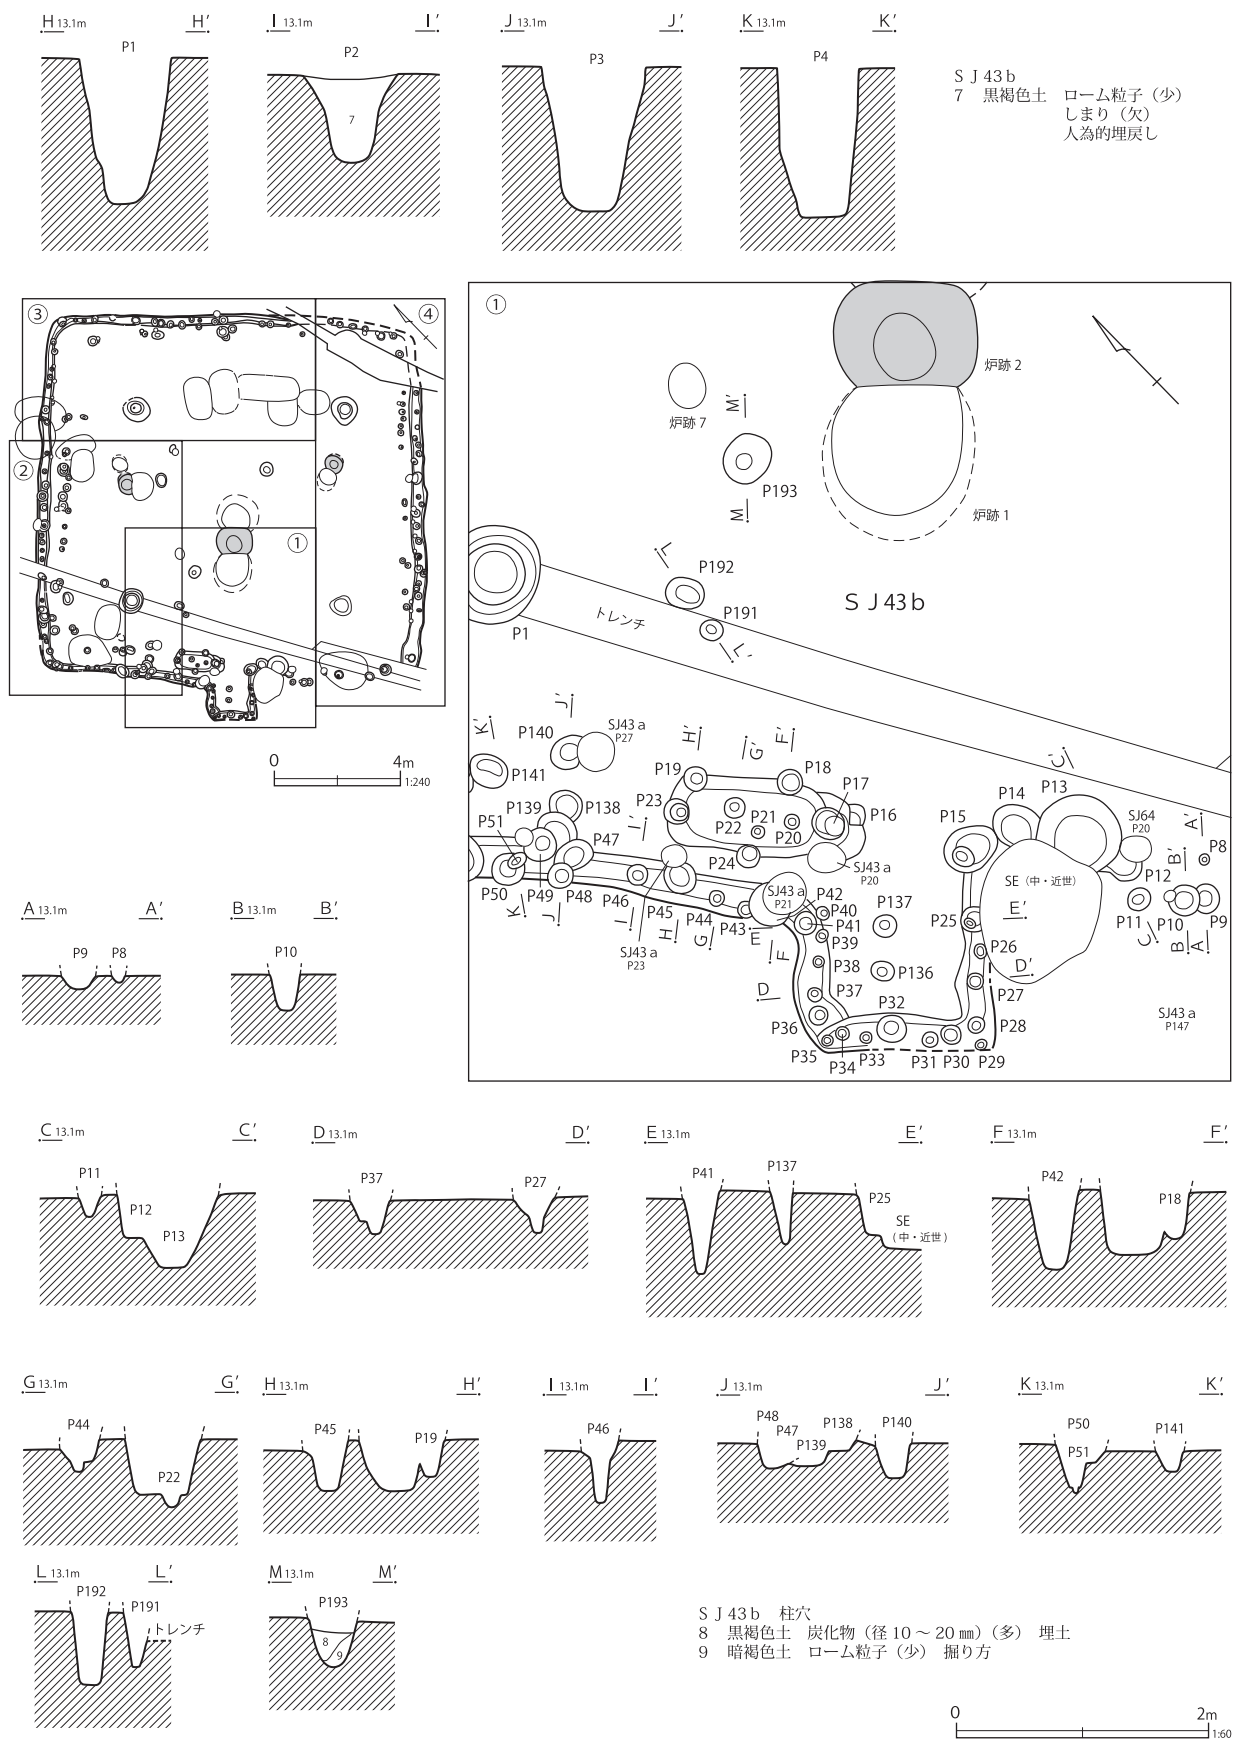 H 13.1m H′ I 13.1m I′ J 13.1m J′ K 13.1m K′
P1 P2 P3 P4
7
S J 43 b
7 黒褐色土 ローム粒子（少）
しまり（欠）
人為的埋戻し
③ ④
②
①
0 4m
1:240
①
炉跡 2
炉跡 7
M′
P193
M
炉跡 1
L
P192
S J 43 b
P191
トレンチ
P1
L′
J′
K′ P140 SJ43 a
P27
H′ G′ F′
C′
P141
P19 P18
P17
P14 P13
P139 P138 P23 P16 P15
SJ64
P20
A′
P51 P22 P21
P20
I′
P8
P47 B′
P24 SJ43 a
P20
P12
SE（中・近世）
P50 P49 P48 P46 P45 P44 P43
SJ43 a
P21
P42
P40
P41
P39
P137
P25 E′
P11 P10 P9
K J I H G E F
C B A
SJ43 a
P23
P38 P26
D′
D P37 P136 P27
P36 P32 P28
SJ43 a
P147
P35 P34 P33 P31 P30 P29
A 13.1m A′ B 13.1m B′
P9 P8 P10
C 13.1m C′ D 13.1m D′ E 13.1m E′ F 13.1m F′
P11 P12 P13
P37 P27
P41 P137 P25
SE
（中・近世）
P42 P18
G 13.1m G′ H 13.1m H′ I 13.1m I′ J 13.1m J′ K 13.1m K′
P44 P22
P45 P19
P46
P48 P47 P139 P138 P140
P50 P51 P141
L 13.1m L′ M 13.1m M′
P192 P191 トレンチ
P193
8
9
S J 43 b 柱穴
8 黒褐色土 炭化物（径 10 ～ 20 ㎜）（多） 埋土
9 暗褐色土 ローム粒子（少） 掘り方
0 2m
1:60